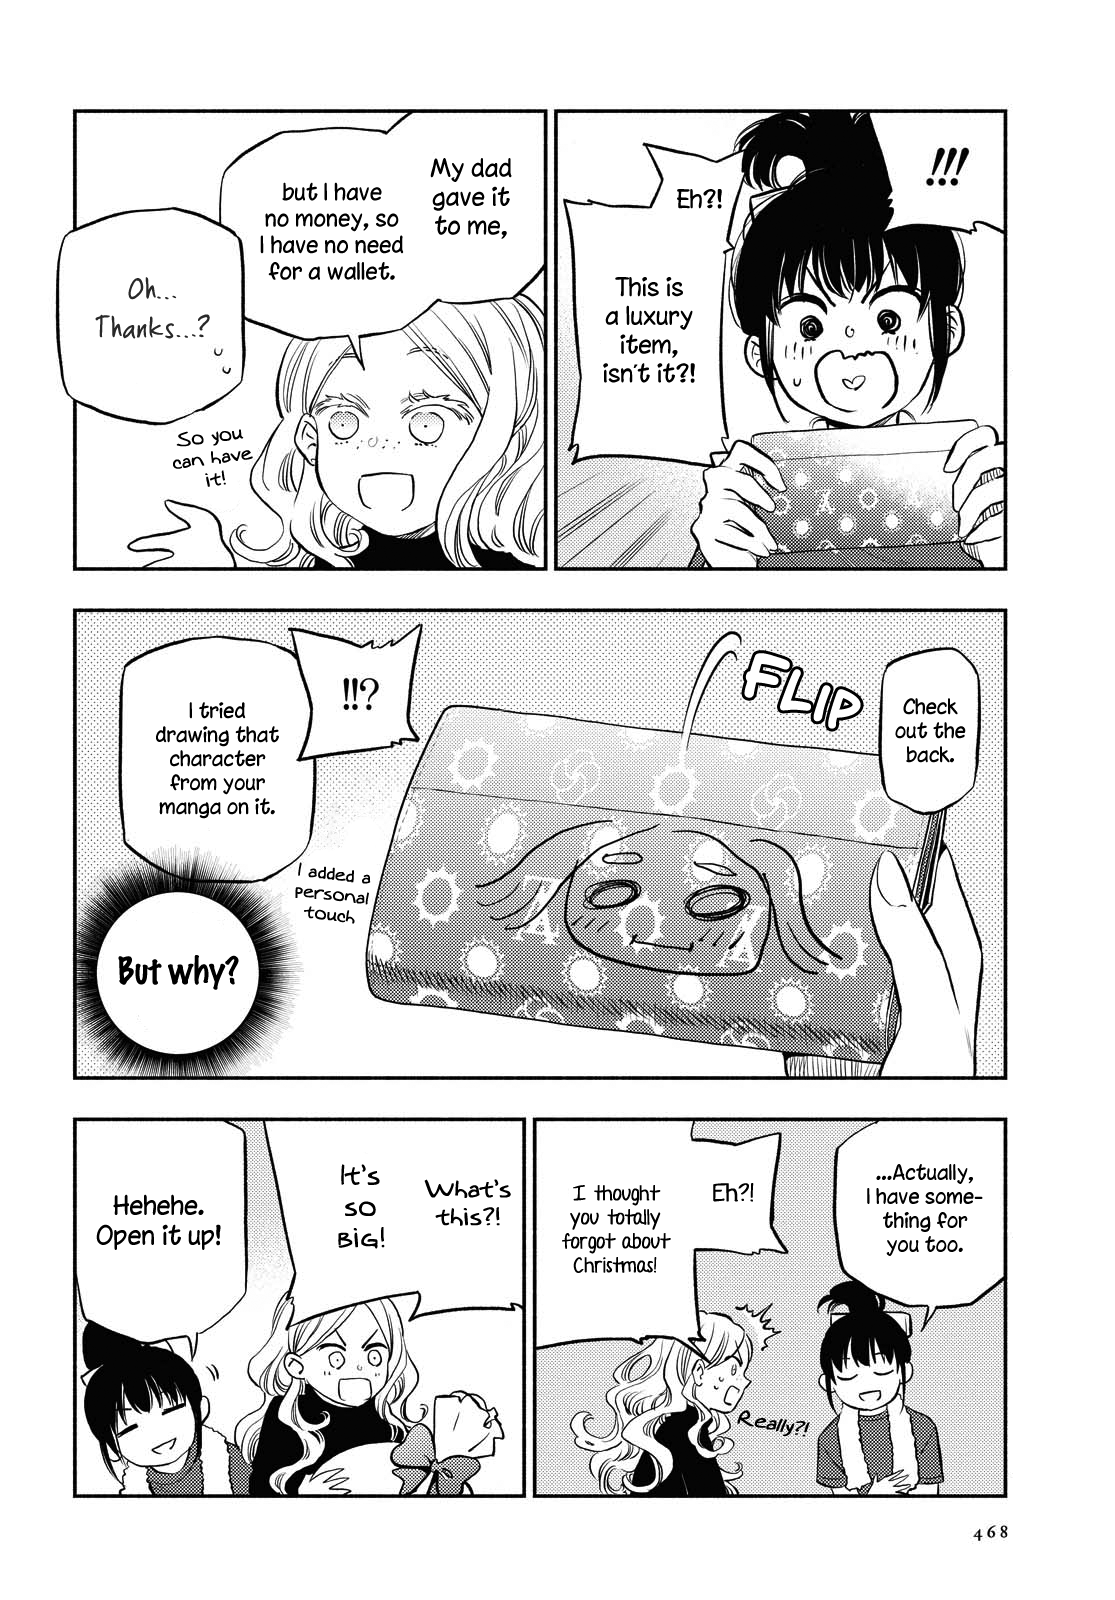 !!!
Eh?!
This is
a luxury
item,
isn't it?!
My dad
gave it
to me,
but I have
no money, so
I have no need
for a wallet.
So you
can have
it!
Oh...
Thanks...?
Check
out the
back.
FLIP
!!?
I tried
drawing that
character
from your
manga on it.
I added a
personal
touch
But why?
...Actually,
I have some-
thing for
you too.
Eh?!
I thought
you totally
forgot about
Christmas!
Really?!
What's
this?!
It's
so
BIG!
Hehehe.
Open it up!
468